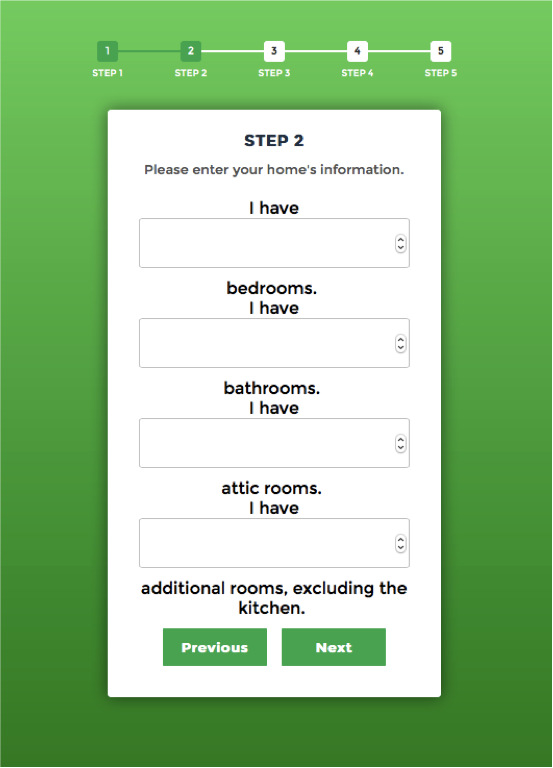 1 2 3 4 5
STEP 1 STEP 2 STEP 3 STEP 4 STEP 5
STEP 2
Please enter your home's information.
I have
bedrooms.
I have
bathrooms.
I have
attic rooms.
I have
additional rooms, excluding the
kitchen.
Previous Next